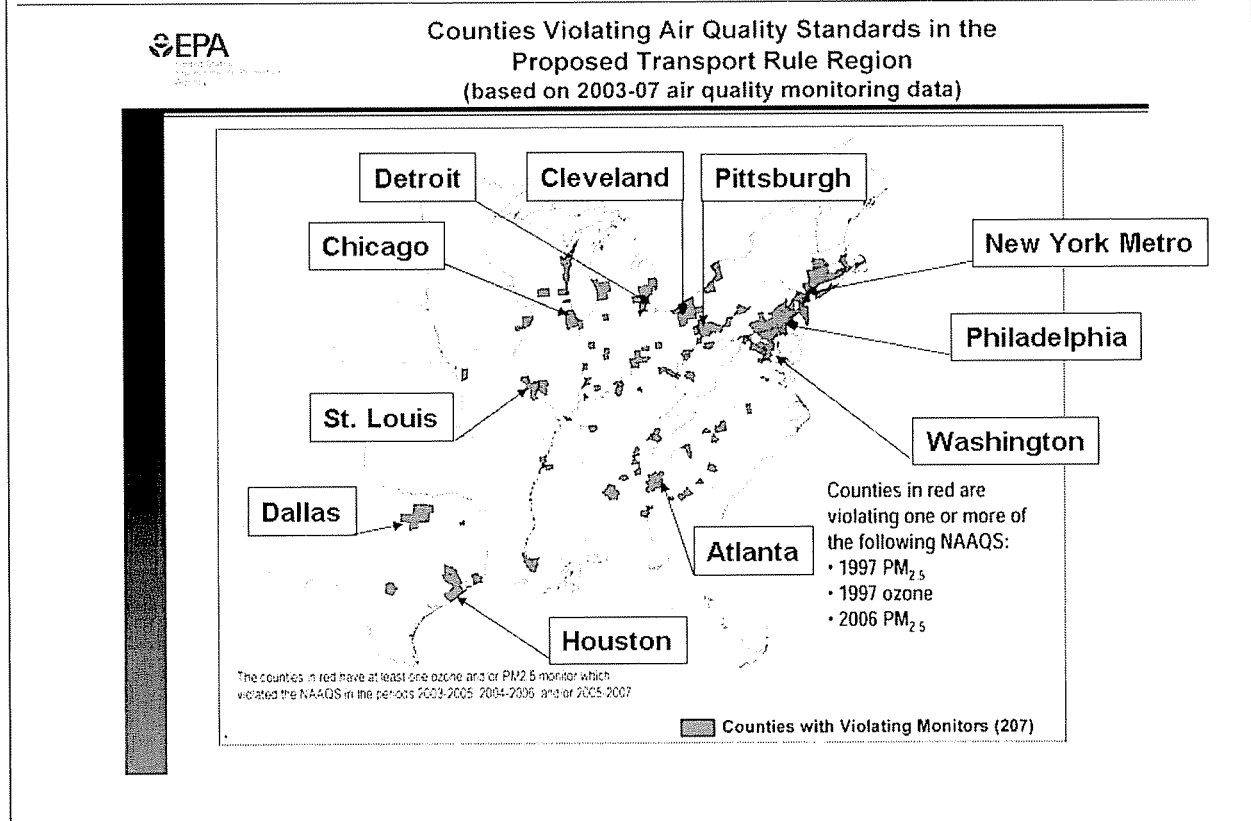 EPA
Counties Violating Air Quality Standards in the
Proposed Transport Rule Region
(based on 2003-07 air quality monitoring data)
Detroit
Cleveland
Pittsburgh
Chicago
New York Metro
Philadelphia
St. Louis
Washington
Dallas
Atlanta
Houston
Counties in red are
violating one or more of
the following NAAQS:
• 1997 PM2.5
• 1997 ozone
• 2006 PM2.5
The counties in red have at least one ozone and/or PM2.5 monitor which
violated the NAAQS in the periods 2003-2005, 2004-2006, and/or 2005-2007
Counties with Violating Monitors (207)